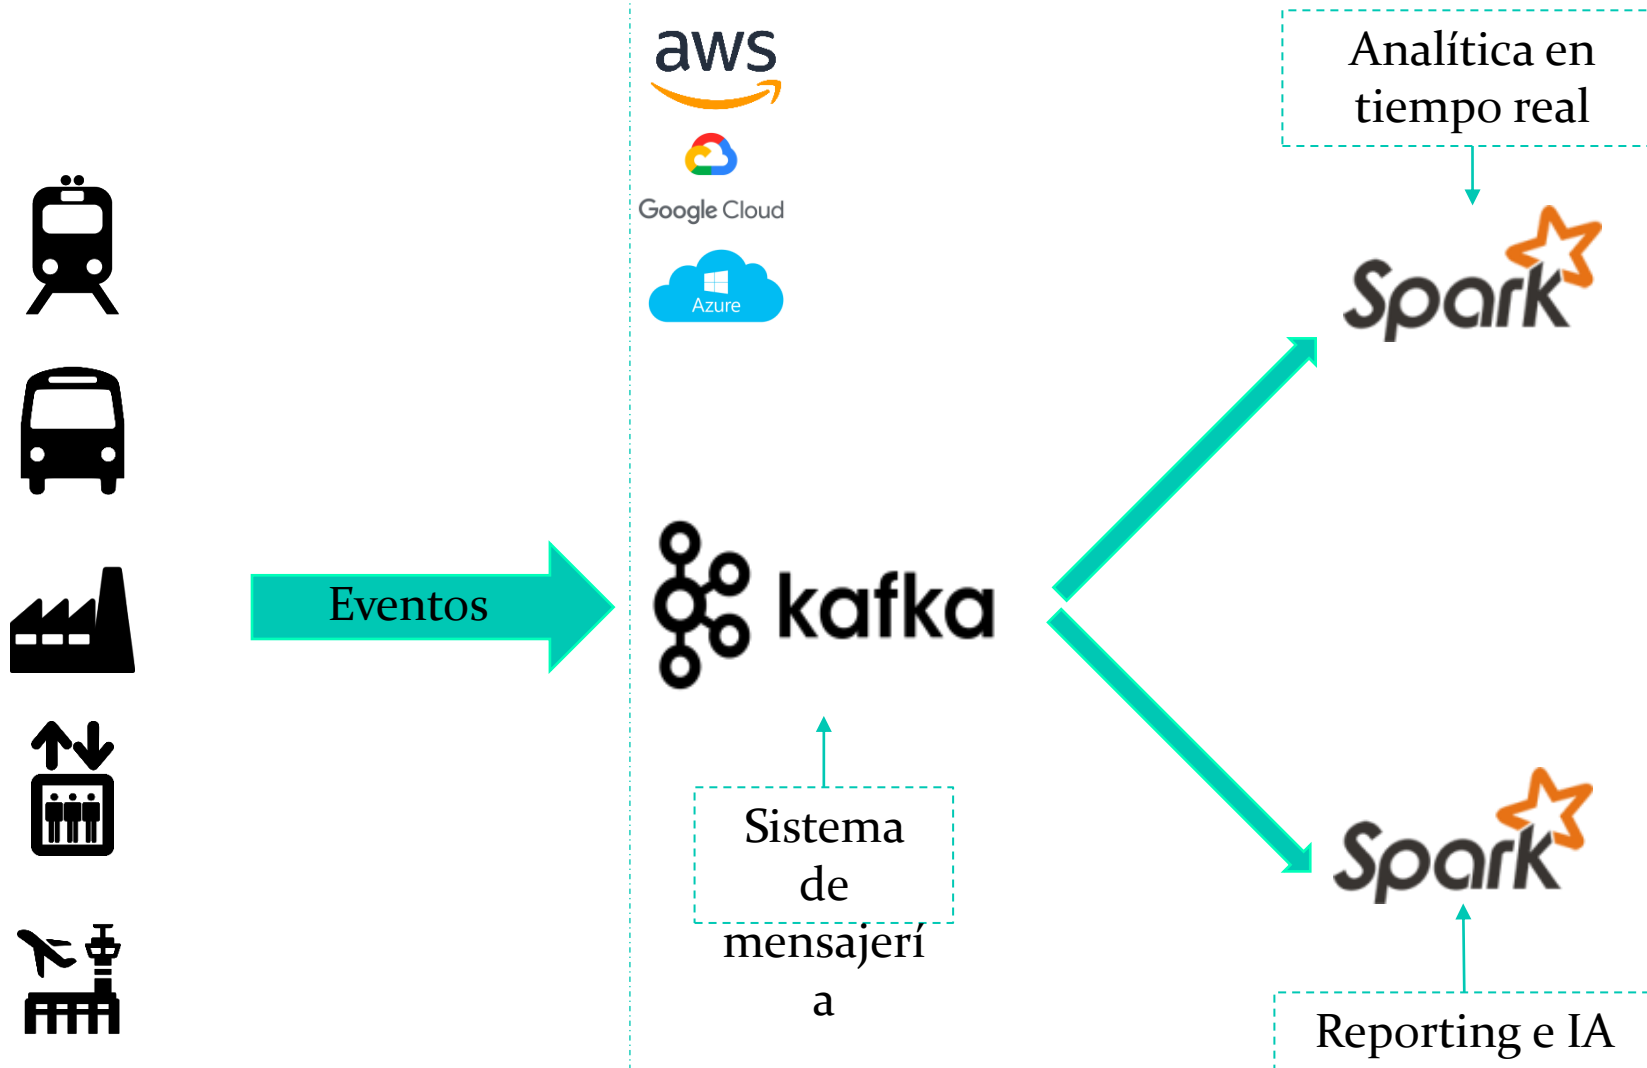 aws
Google Cloud
Azure
Analítica en
tiempo real
Spark
Eventos
kafka
Sistema
de
mensajerí
a
Spark
Reporting e IA